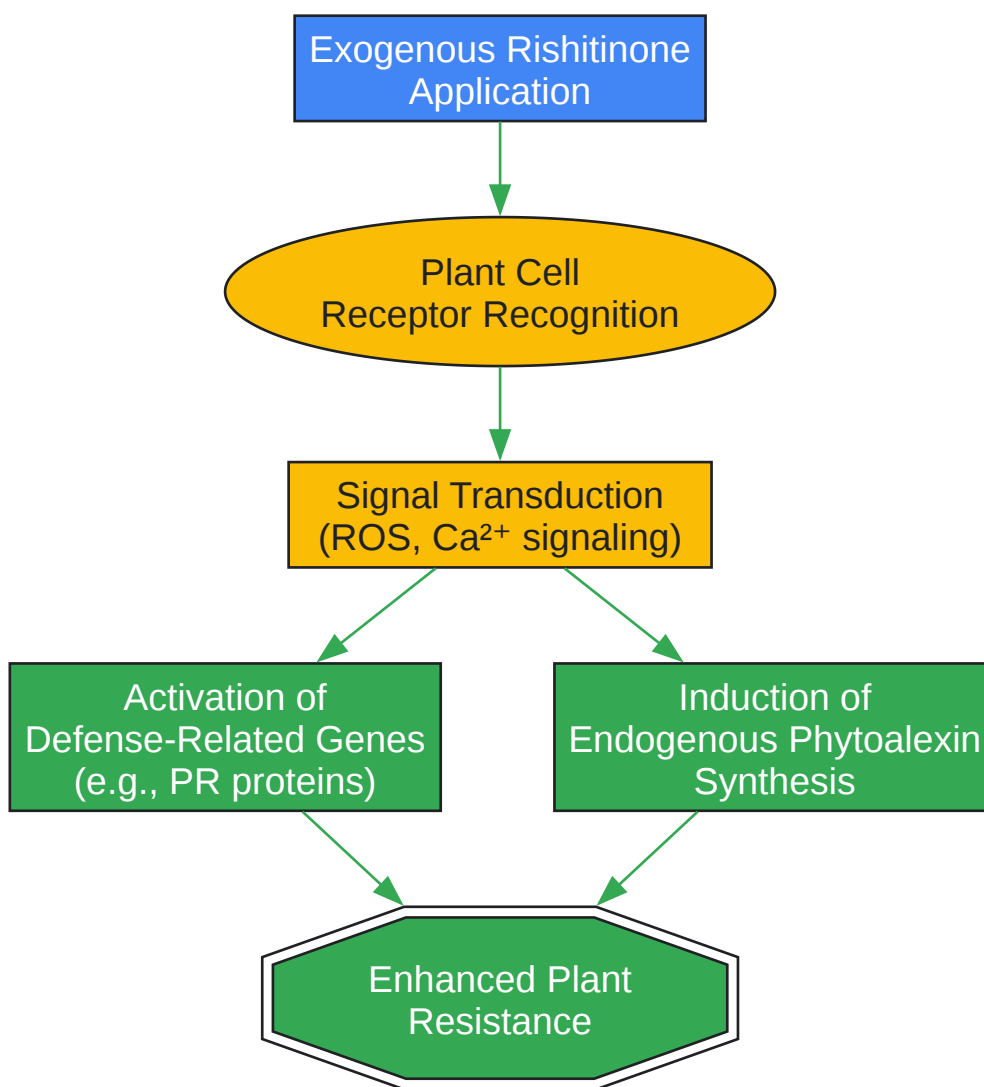 Exogenous Rishitinone
Application
Plant Cell
Receptor Recognition
Signal Transduction
(ROS, Ca²⁺ signaling)
Activation of
Defense-Related Genes
(e.g., PR proteins)
Induction of
Endogenous Phytoalexin
Synthesis
Enhanced Plant
Resistance